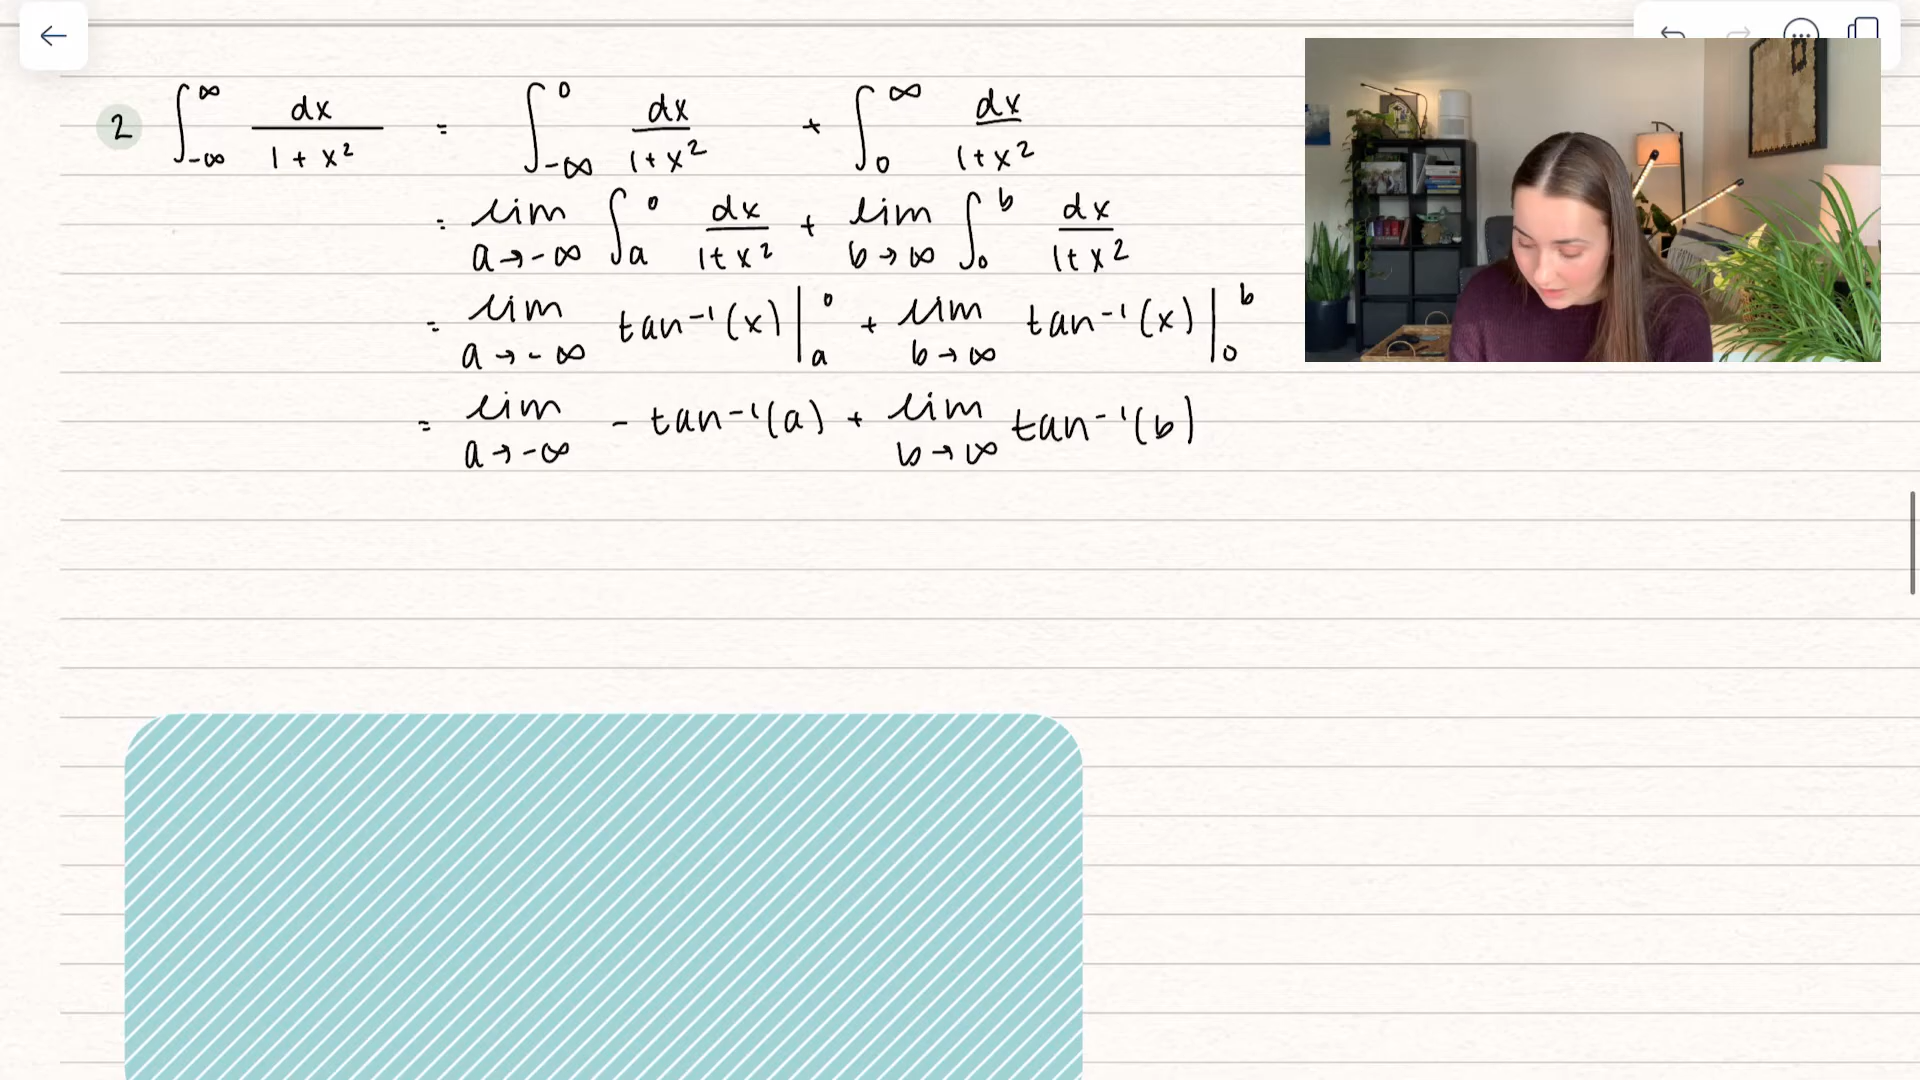 2 ∫_{-∞}^{∞} dx/(1 + x²) = ∫_{-∞}^{0} dx/(1+x²) + ∫_{0}^{∞} dx/(1+x²)
= lim_{a→-∞} ∫_{a}^{0} dx/(1+x²) + lim_{b→∞} ∫_{0}^{b} dx/(1+x²)
= lim_{a→-∞} tan⁻¹(x)|_{a}^{0} + lim_{b→∞} tan⁻¹(x)|_{0}^{b}
= lim_{a→-∞} - tan⁻¹(a) + lim_{b→∞} tan⁻¹(b)